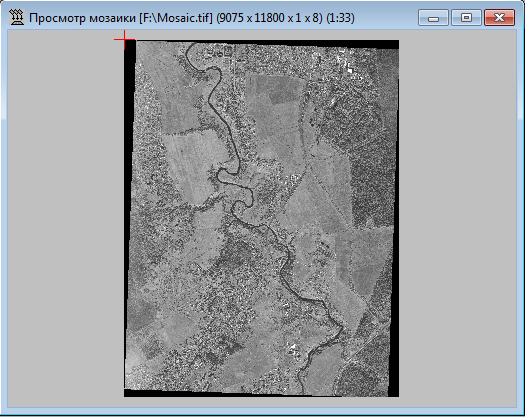 Просмотр мозаики [F:\Mosaic.tif] (9075 x 11800 x 1 x 8) (1:33)